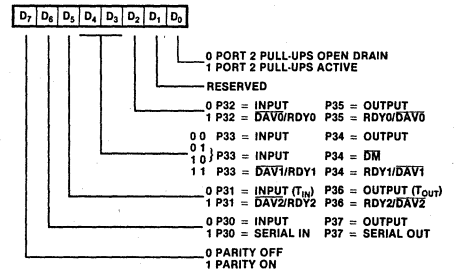 D7 D6 D5 D4 D3 D2 D1 D0
0 PORT 2 PULL-UPS OPEN DRAIN
1 PORT 2 PULL-UPS ACTIVE
RESERVED
0 P32 = INPUT P35 = OUTPUT
1 P32 = DAV0/RDY0 P35 = RDY0/DAV0
0 0 P33 = INPUT P34 = OUTPUT
0 1
1 0 } P33 = INPUT P34 = DM
1 1 P33 = DAV1/RDY1 P34 = RDY1/DAV1
0 P31 = INPUT (TIN) P36 = OUTPUT (TOUT)
1 P31 = DAV2/RDY2 P36 = RDY2/DAV2
0 P30 = INPUT P37 = OUTPUT
1 P30 = SERIAL IN P37 = SERIAL OUT
0 PARITY OFF
1 PARITY ON